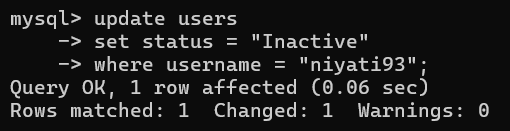 mysql> update users
    -> set status = "Inactive"
    -> where username = "niyati93";
Query OK, 1 row affected (0.06 sec)
Rows matched: 1  Changed: 1  Warnings: 0